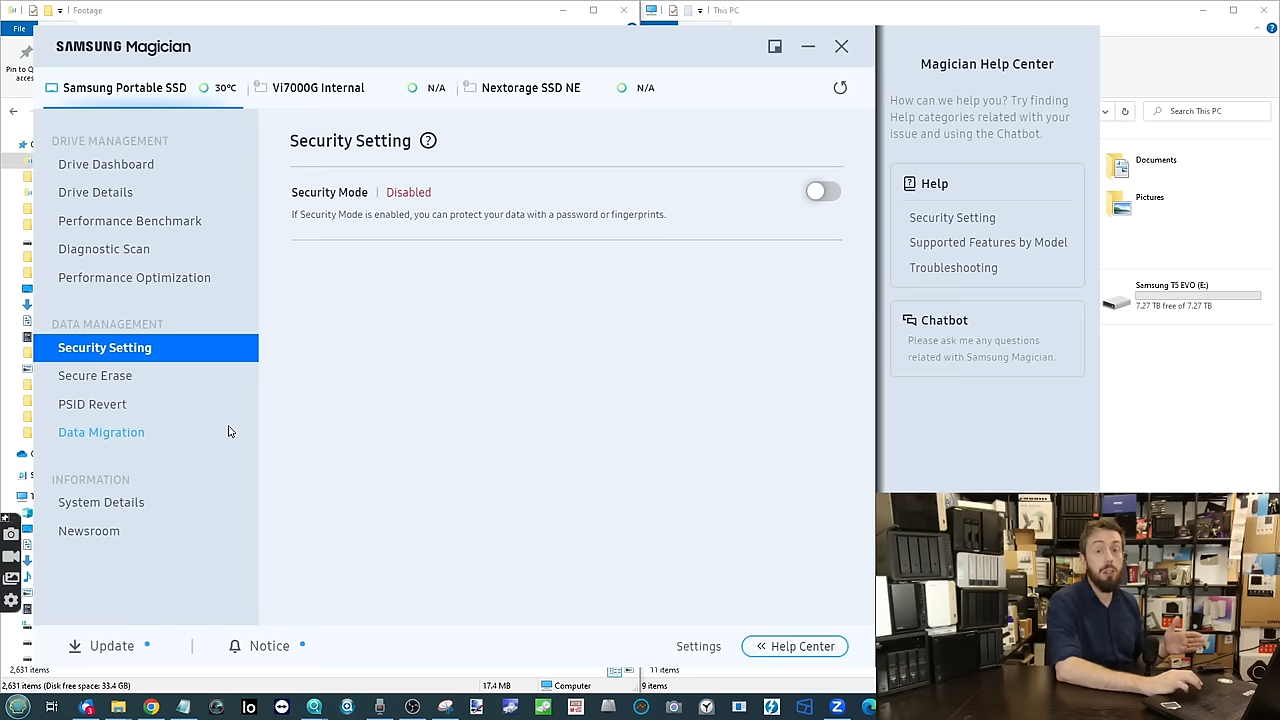 Footage
This PC
File
SAMSUNG Magician
Samsung Portable SSD
30°C
Vi7000G Internal
N/A
Nextorage SSD NE
N/A
Pin to Q
acces
Search This PC
DRIVE MANAGEMENT
Drive Dashboard
Drive Details
Performance Benchmark
Diagnostic Scan
Performance Optimization
DATA MANAGEMENT
Security Setting
Secure Erase
PSID Revert
Data Migration
INFORMATION
System Details
Newsroom
Security Setting
Security Mode | Disabled
If Security Mode is enabled, you can protect your data with a password or fingerprints.
Magician Help Center
How can we help you? Try finding
Help categories related with your
issue and using the Chatbot.
Help
Security Setting
Supported Features by Model
Troubleshooting
Chatbot
Please ask me any questions
related with Samsung Magician.
Documents
Pictures
Samsung T5 EVO (E:)
7.27 TB free of 7.27 TB
Update
Notice
Settings
Help Center
2,631 items
11 items
2,631 items (Disk free space: 33.4 GB)
17.4 MB
Computer
9 items